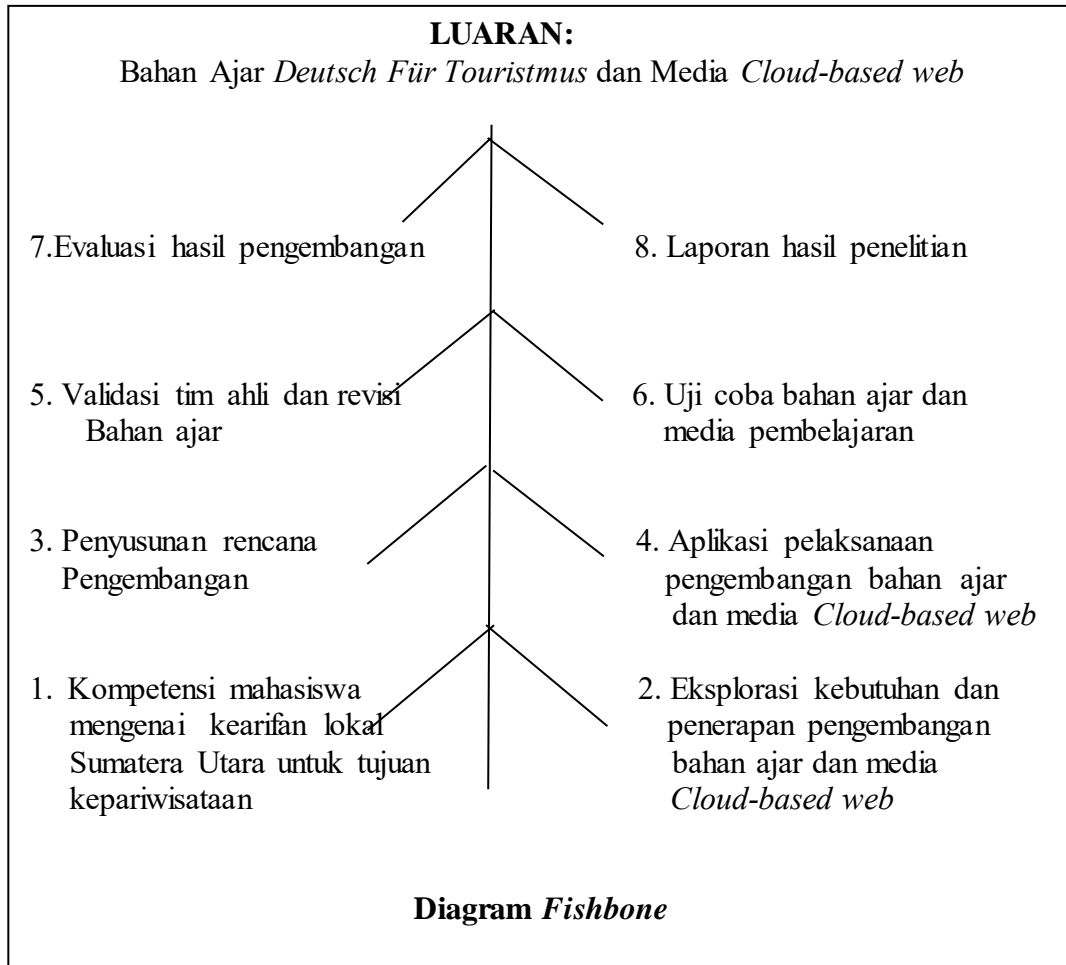 LUARAN:
Bahan Ajar Deutsch Für Touristmus dan Media Cloud-based web
7.Evaluasi hasil pengembangan
8. Laporan hasil penelitian
5. Validasi tim ahli dan revisi
Bahan ajar
6. Uji coba bahan ajar dan
media pembelajaran
3. Penyusunan rencana
Pengembangan
4. Aplikasi pelaksanaan
pengembangan bahan ajar
dan media Cloud-based web
1. Kompetensi mahasiswa
mengenai kearifan lokal
Sumatera Utara untuk tujuan
kepariwisataan
2. Eksplorasi kebutuhan dan
penerapan pengembangan
bahan ajar dan media
Cloud-based web
Diagram Fishbone